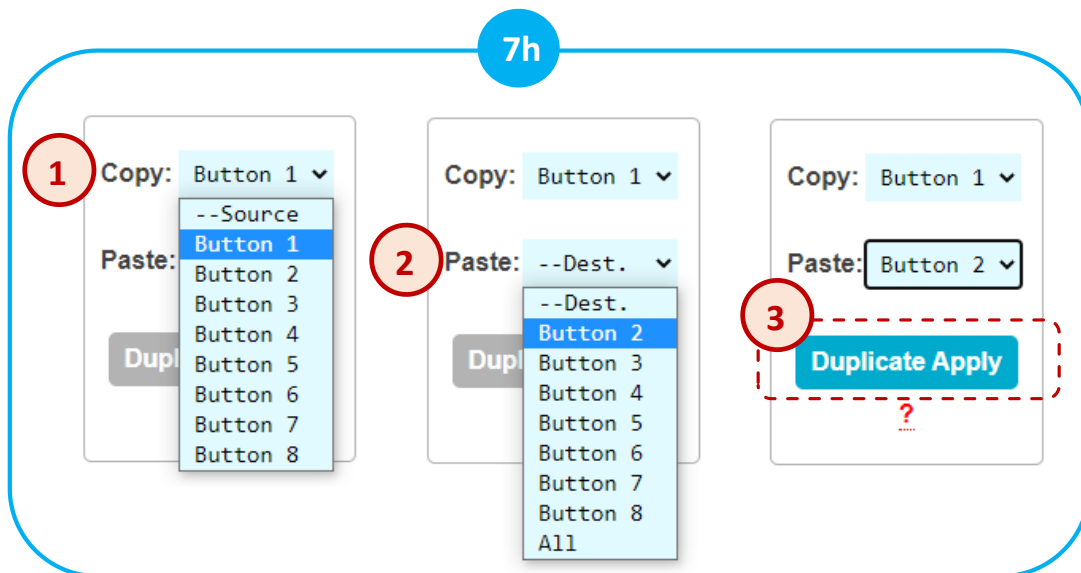 7h
1
Copy: Button 1
--Source
Button 1
Button 2
Button 3
Button 4
Button 5
Button 6
Button 7
Button 8
Paste:
Dupl
2
Copy: Button 1
Paste: --Dest.
--Dest.
Button 2
Button 3
Button 4
Button 5
Button 6
Button 7
Button 8
All
Dupl
3
Copy: Button 1
Paste: Button 2
Duplicate Apply
?